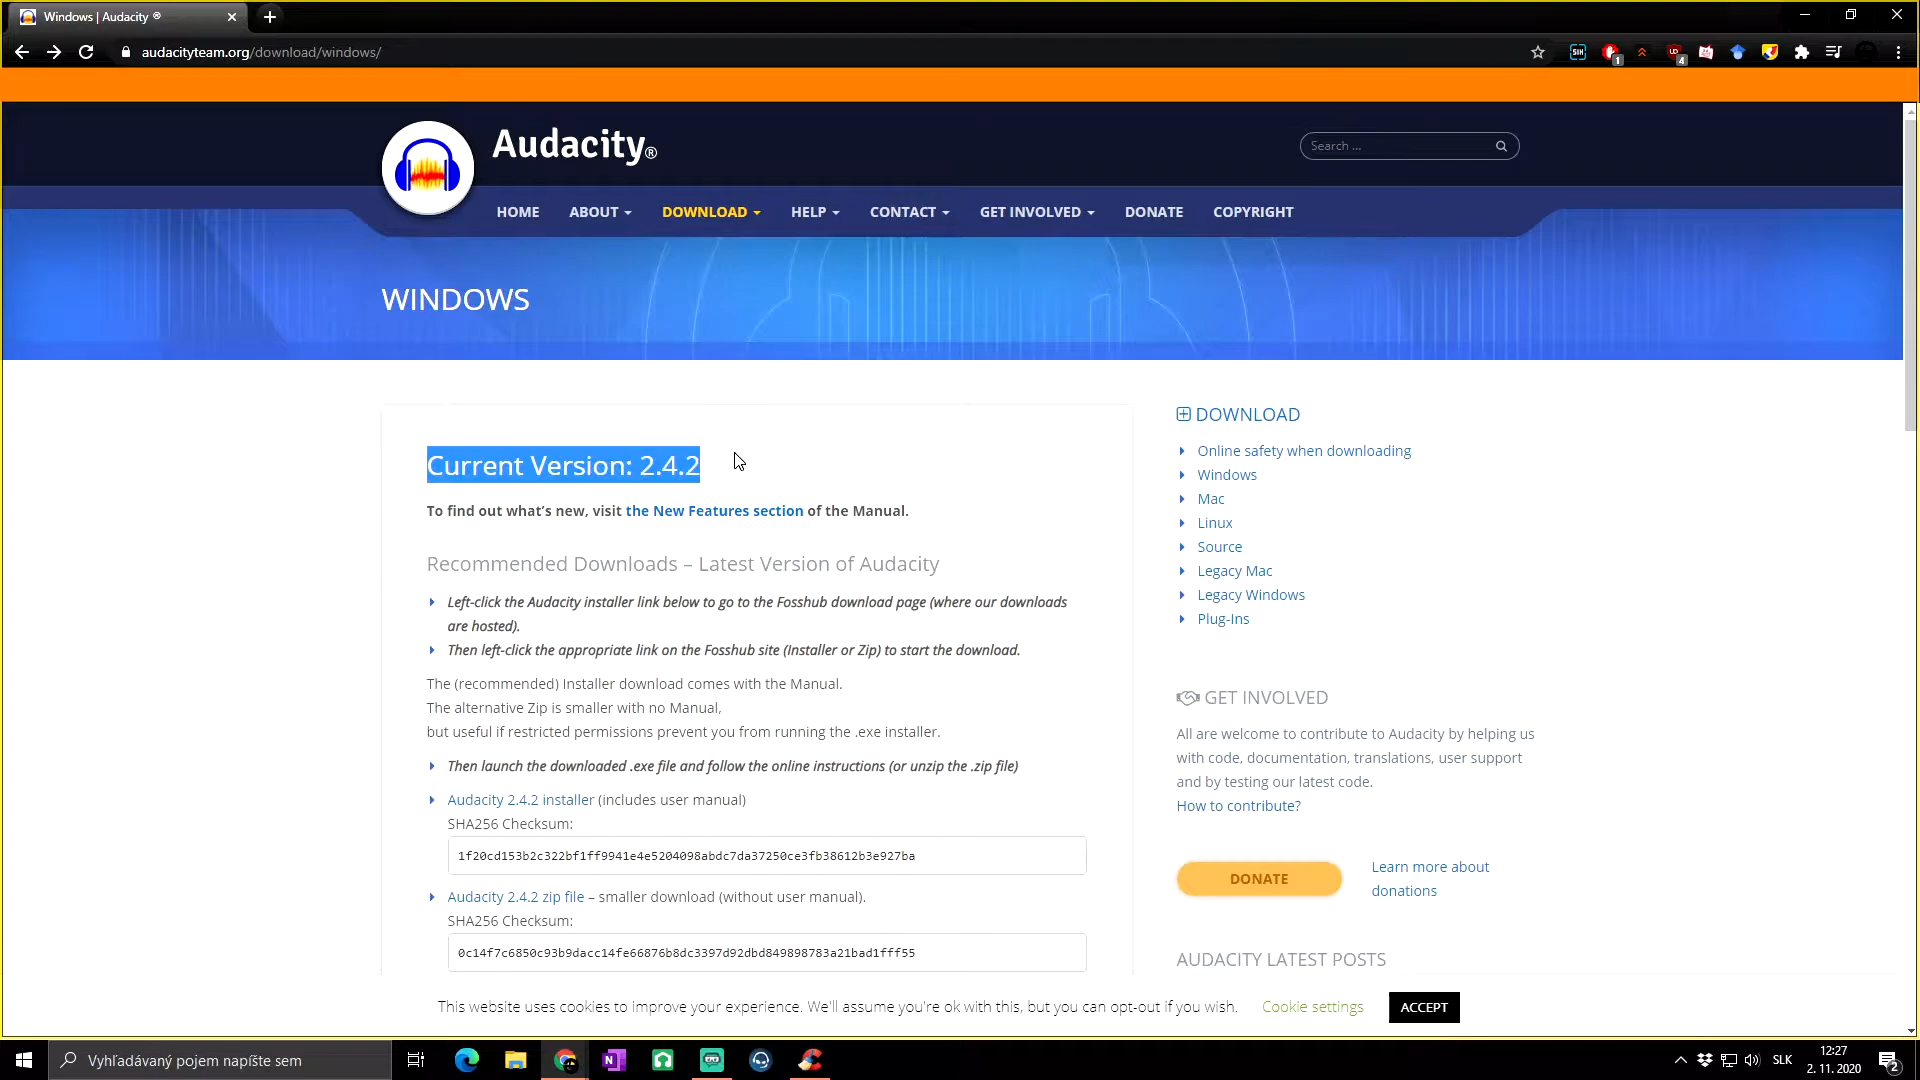 Windows | Audacity ®
audacityteam.org/download/windows/
SIH
1
UD
4
Audacity®
Search ...
HOME
ABOUT
DOWNLOAD
HELP
CONTACT
GET INVOLVED
DONATE
COPYRIGHT
WINDOWS
Current Version: 2.4.2
To find out what's new, visit the New Features section of the Manual.
Recommended Downloads – Latest Version of Audacity
Left-click the Audacity installer link below to go to the Fosshub download page (where our downloads
are hosted).
Then left-click the appropriate link on the Fosshub site (Installer or Zip) to start the download.
The (recommended) Installer download comes with the Manual.
The alternative Zip is smaller with no Manual,
but useful if restricted permissions prevent you from running the .exe installer.
Then launch the downloaded .exe file and follow the online instructions (or unzip the .zip file)
Audacity 2.4.2 installer (includes user manual)
SHA256 Checksum:
1f20cd153b2c322bf1ff9941e4e5204098abdc7da37250ce3fb38612b3e927ba
Audacity 2.4.2 zip file – smaller download (without user manual).
SHA256 Checksum:
0c14f7c6850c93b9dacc14fe66876b8dc3397d92dbd849898783a21bad1fff55
DOWNLOAD
Online safety when downloading
Windows
Mac
Linux
Source
Legacy Mac
Legacy Windows
Plug-Ins
GET INVOLVED
All are welcome to contribute to Audacity by helping us
with code, documentation, translations, user support
and by testing our latest code.
How to contribute?
DONATE
Learn more about
donations
AUDACITY LATEST POSTS
This website uses cookies to improve your experience. We'll assume you're ok with this, but you can opt-out if you wish.
Cookie settings
ACCEPT
Vyhľadávaný pojem napíšte sem
N
SLK
12:27
2. 11. 2020
2